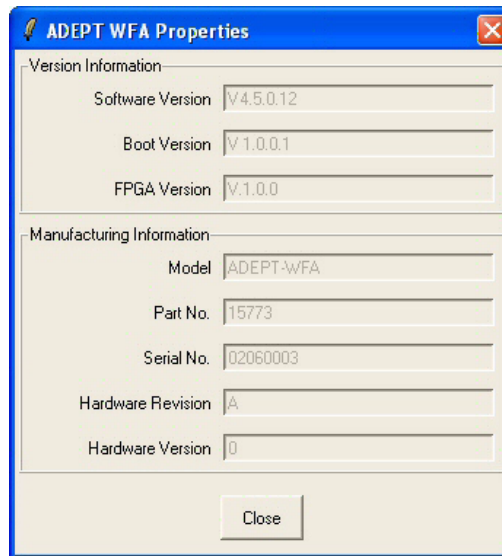 ADEPT WFA Properties
Version Information
Software Version V4.5.0.12
Boot Version V 1.0.0.1
FPGA Version V.1.0.0
Manufacturing Information
Model ADEPT-WFA
Part No. 15773
Serial No. 02060003
Hardware Revision A
Hardware Version 0
Close